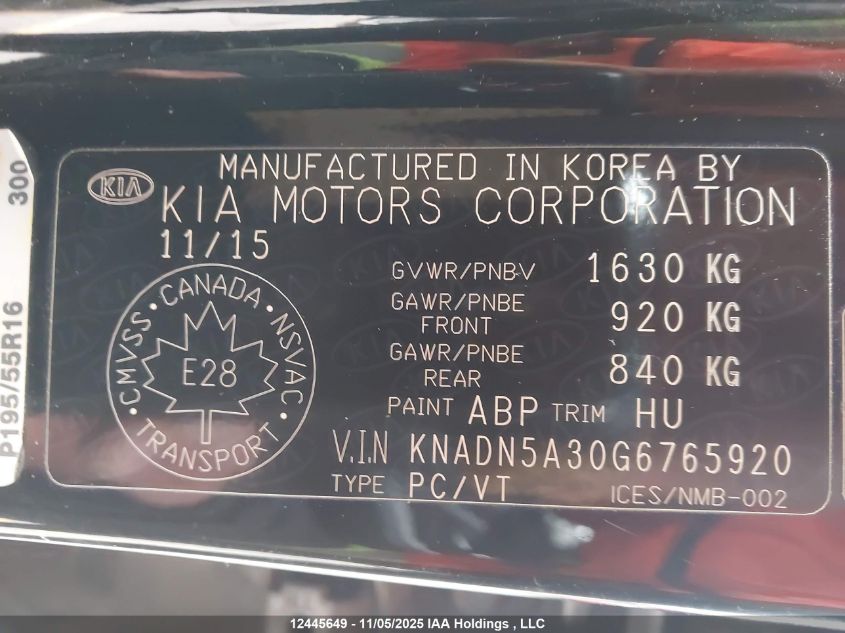 MANUFACTURED IN KOREA BY
KIA
KIA MOTORS CORPORATION
11/15
GVWR/PNBV 1630 KG
GAWR/PNBE FRONT 920 KG
GAWR/PNBE REAR 840 KG
PAINT ABP TRIM HU
V.I.N KNADN5A30G6765920
TYPE PC/VT ICES/NMB-002
CMVSS • CANADA • NSVAC • TRANSPORT •
E28
300
P195/55R16
12445649 - 11/05/2025 IAA Holdings , LLC